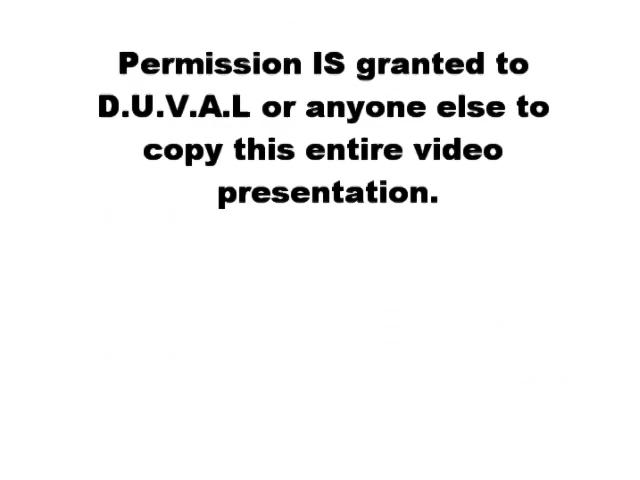 Permission IS granted to
D.U.V.A.L or anyone else to
copy this entire video
presentation.